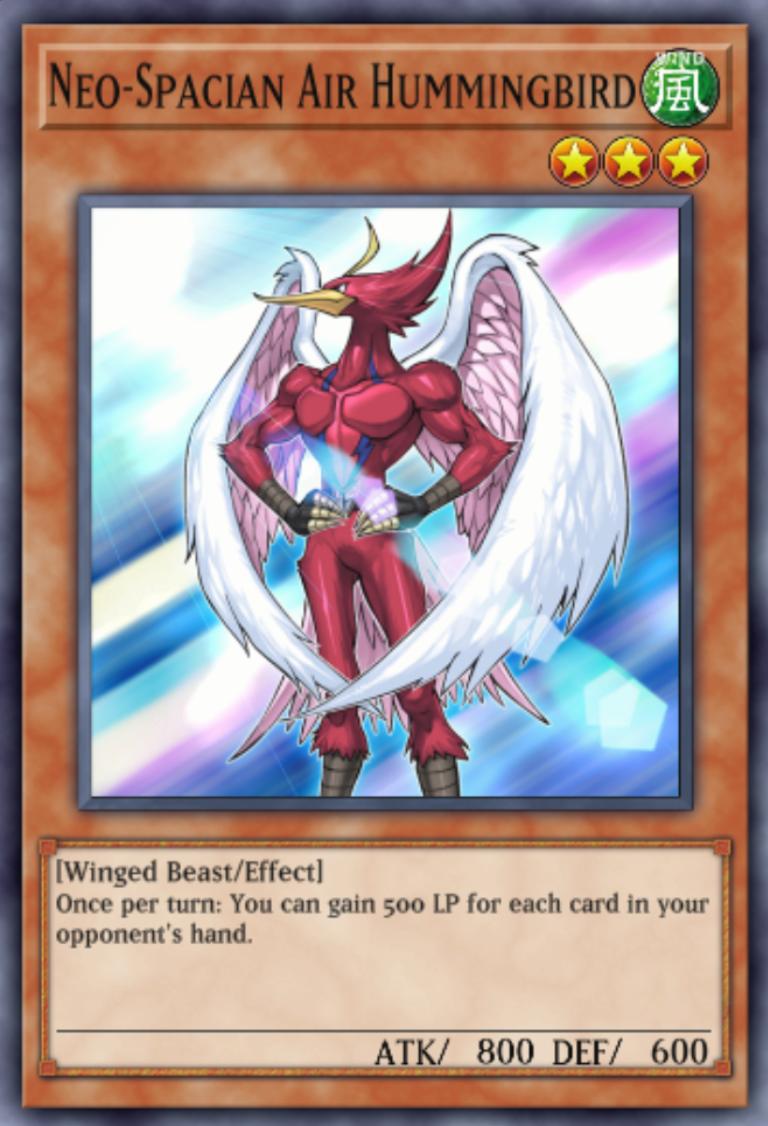 Neo-Spacian Air Hummingbird
WIND
風
[Winged Beast/Effect]
Once per turn: You can gain 500 LP for each card in your
opponent's hand.
ATK/ 800 DEF/ 600